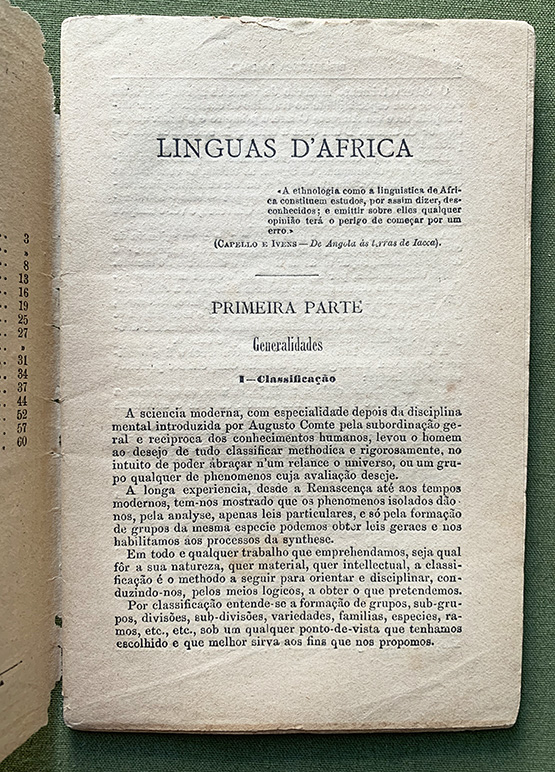 3
»
8
13
16
19
25
27
»
31
34
37
44
52
57
60
LINGUAS D'AFRICA
«A ethnologia como a linguistica de Afri-
ca constituem estudos, por assim dizer, des-
conhecidos; e emittir sobre elles qualquer
opinião terá o perigo de começar por um
erro.»
(CAPELLO E IVENS — De Angola às terras de Iacca).
PRIMEIRA PARTE
Generalidades
I—Classificação
A sciencia moderna, com especialidade depois da disciplina
mental introduzida por Augusto Comte pela subordinação ge-
ral e reciproca dos conhecimentos humanos, levou o homem
ao desejo de tudo classificar methodica e rigorosamente, no
intuito de poder abraçar n'um relance o universo, ou um gru-
po qualquer de phenomenos cuja avaliação deseje.
A longa experiencia, desde a Renascença até aos tempos
modernos, tem-nos mostrado que os phenomenos isolados dão-
nos, pela analyse, apenas leis particulares, e só pela formação
de grupos da mesma especie podemos obter leis geraes e nos
habilitamos aos processos da synthese.
Em todo e qualquer trabalho que emprehendamos, seja qual
fôr a sua natureza, quer material, quer intellectual, a classi-
ficação é o methodo a seguir para orientar e disciplinar, con-
duzindo-nos, pelos meios logicos, a obter o que pretendemos.
Por classificação entende-se a formação de grupos, sub-gru-
pos, divisões, sub-divisões, variedades, familias, especies, ra-
mos, etc., etc., sob um qualquer ponto-de-vista que tenhamos
escolhido e que melhor sirva aos fins que nos propomos.